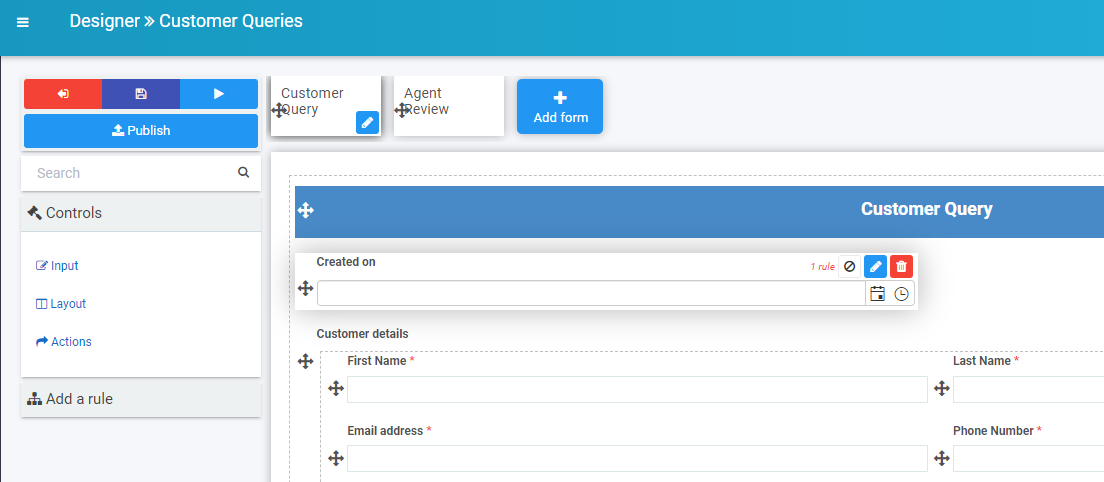 Designer » Customer Queries
Publish
Search
Controls
Input
Layout
Actions
Add a rule
Customer
Query
Agent
Review
Add form
Customer Query
Created on
1 rule
Customer details
First Name *
Last Name *
Email address *
Phone Number *